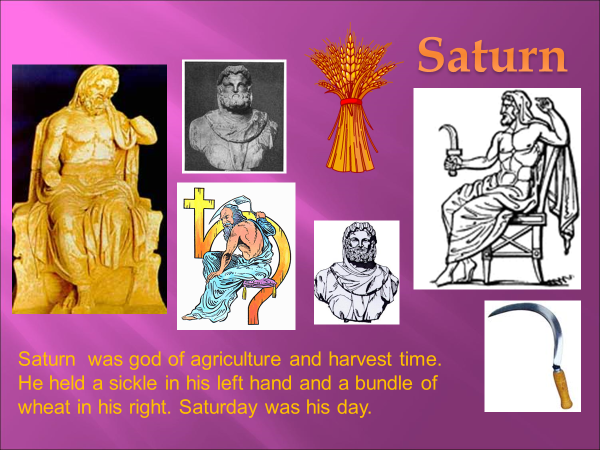 Saturn
Saturn  was god of agriculture and harvest time.
He held a sickle in his left hand and a bundle of
wheat in his right. Saturday was his day.